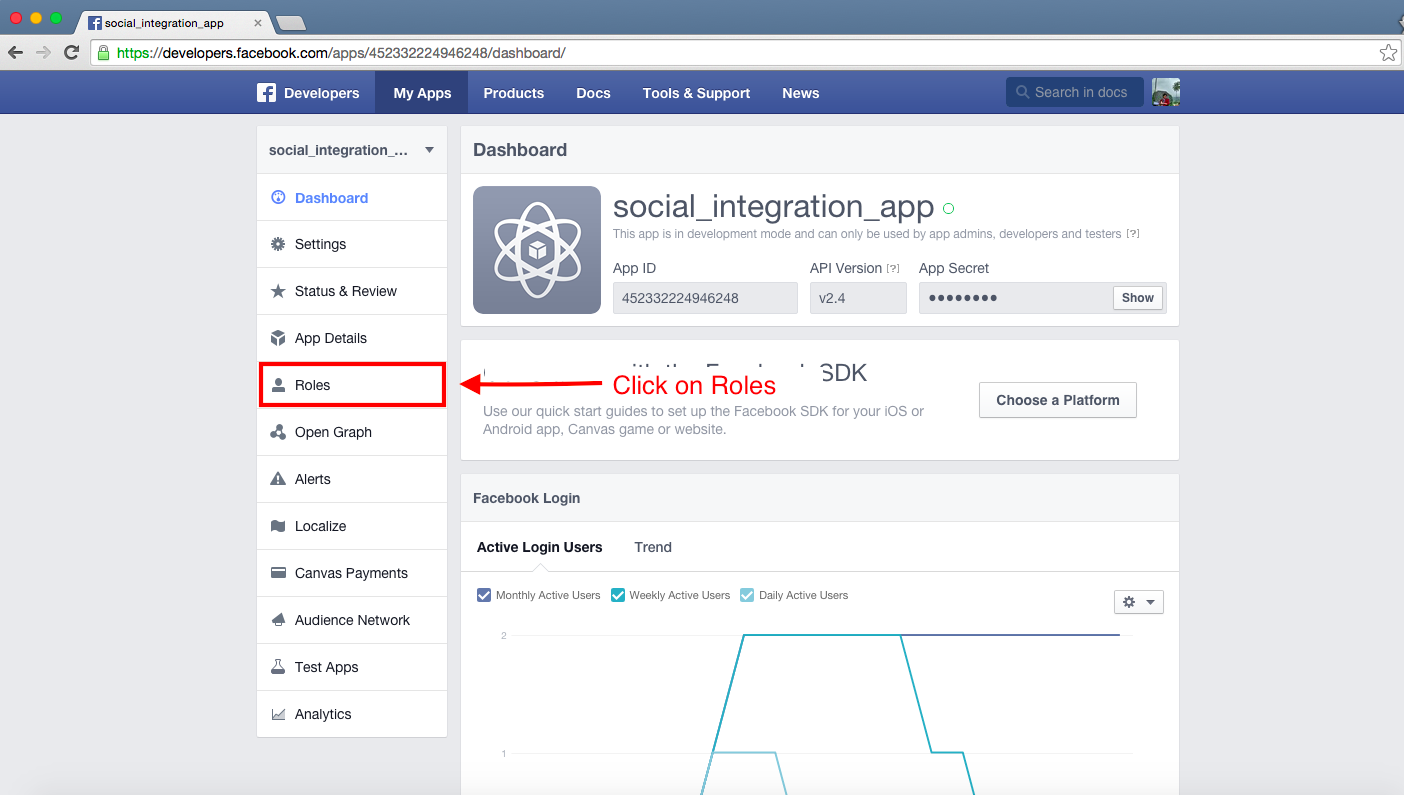 social_integration_app
https://developers.facebook.com/apps/452332224946248/dashboard/
Developers My Apps Products Docs Tools & Support News Search in docs
social_integration_...
Dashboard
Settings
Status & Review
App Details
Roles
Open Graph
Alerts
Localize
Canvas Payments
Audience Network
Test Apps
Analytics
Dashboard
social_integration_app
This app is in development mode and can only be used by app admins, developers and testers [?]
App ID API Version [?] App Secret
452332224946248 v2.4 ●●●●●●●● Show
SDK
Click on Roles
Use our quick start guides to set up the Facebook SDK for your iOS or
Android app, Canvas game or website.
Choose a Platform
Facebook Login
Active Login Users Trend
Monthly Active Users Weekly Active Users Daily Active Users
2
1